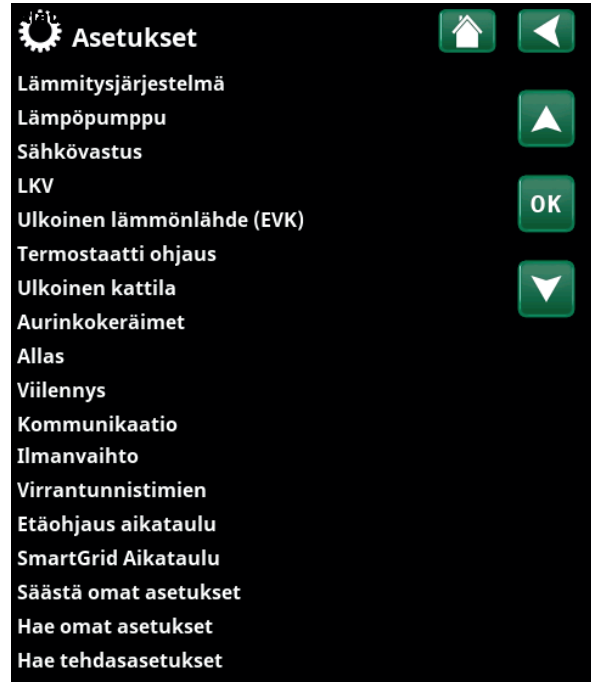 Asetukset
Lämmitysjärjestelmä
Lämpöpumppu
Sähkövastus
LKV
OK
Ulkoinen lämmönlähde (EVK)
Termostaatti ohjaus
Ulkoinen kattila
Aurinkokeräimet
Allas
Viilennys
Kommunikaatio
Ilmanvaihto
Virrantunnistimien
Etäohjaus aikataulu
SmartGrid Aikataulu
Säästä omat asetukset
Hae omat asetukset
Hae tehdasasetukset